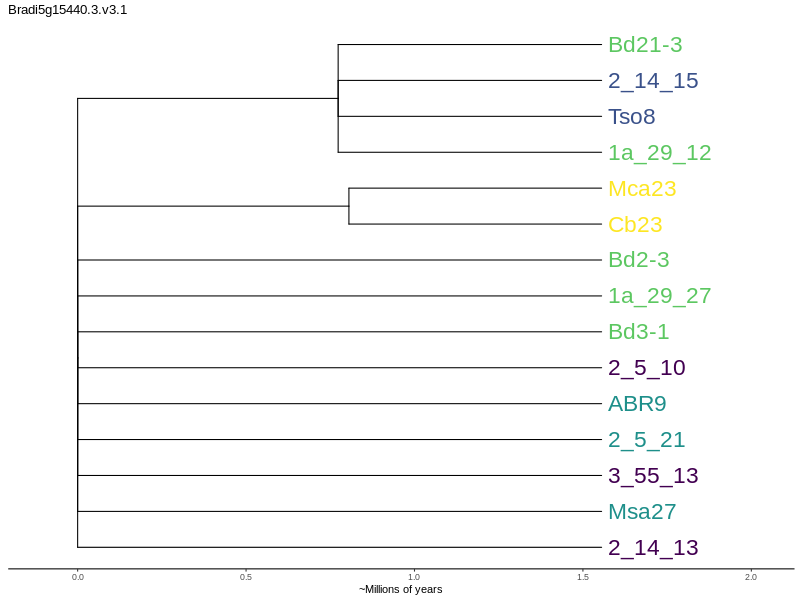 Bradi5g15440.3.v3.1
Bd21-3
2_14_15
Tso8
1a_29_12
Mca23
Cb23
Bd2-3
1a_29_27
Bd3-1
2_5_10
ABR9
2_5_21
3_55_13
Msa27
2_14_13
0.0 0.5 1.0 1.5 2.0
~Millions of years